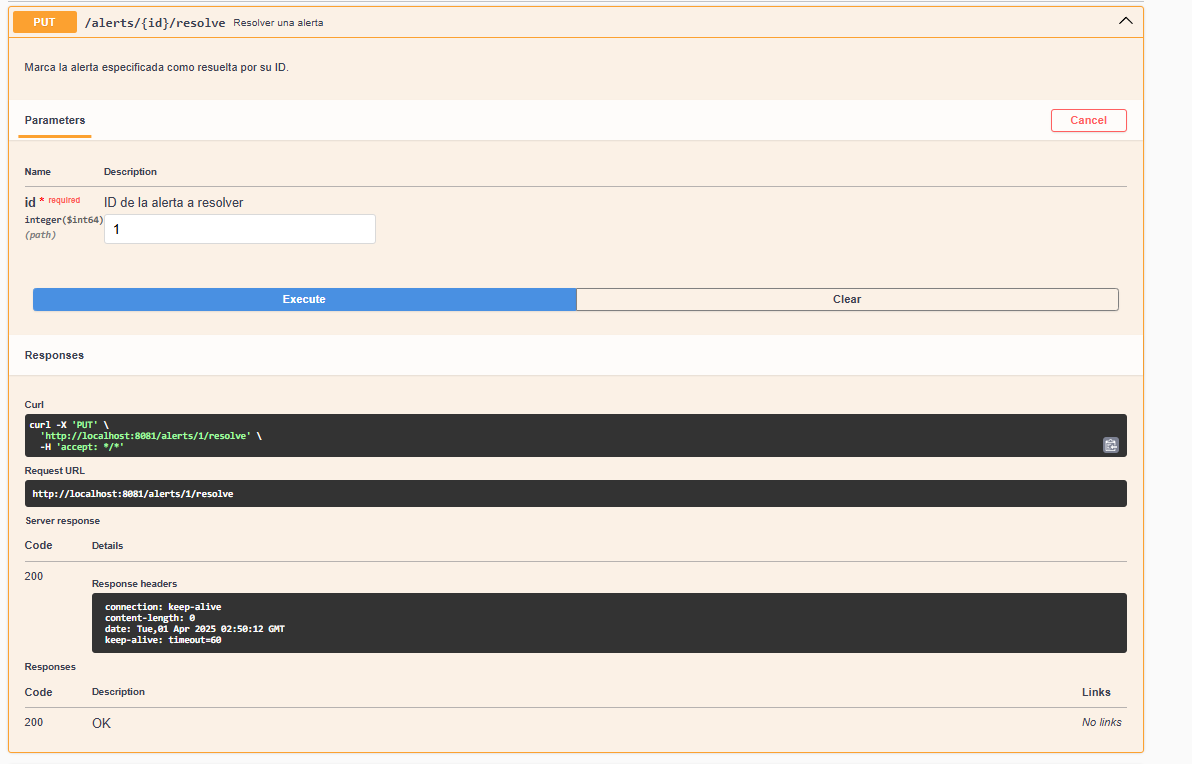 PUT /alerts/{id}/resolve Resolver una alerta
Marca la alerta especificada como resuelta por su ID.
Parameters Cancel
Name Description
id * required ID de la alerta a resolver
integer($int64)
(path)
1
Execute Clear
Responses
Curl
curl -X 'PUT' \
'http://localhost:8081/alerts/1/resolve' \
-H 'accept: */*'
Request URL
http://localhost:8081/alerts/1/resolve
Server response
Code Details
200
Response headers
connection: keep-alive
content-length: 0
date: Tue,01 Apr 2025 02:50:12 GMT
keep-alive: timeout=60
Responses
Code Description Links
200 OK No links